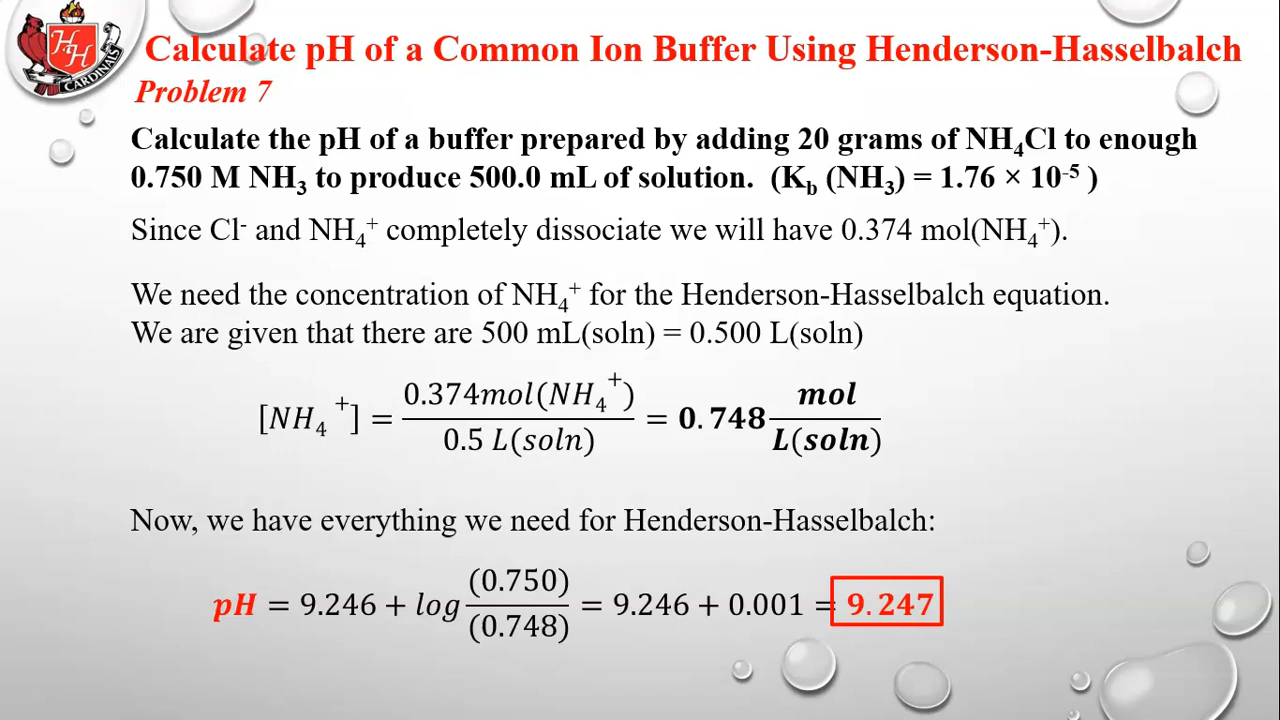 HH
CARDINALS
Calculate pH of a Common Ion Buffer Using Henderson-Hasselbalch
Problem 7
Calculate the pH of a buffer prepared by adding 20 grams of NH₄Cl to enough
0.750 M NH₃ to produce 500.0 mL of solution. (K_b (NH₃) = 1.76 × 10⁻⁵ )
Since Cl⁻ and NH₄⁺ completely dissociate we will have 0.374 mol(NH₄⁺).
We need the concentration of NH₄⁺ for the Henderson-Hasselbalch equation.
We are given that there are 500 mL(soln) = 0.500 L(soln)
[NH₄⁺] = 0.374mol(NH₄⁺) / 0.5 L(soln) = 0.748 mol / L(soln)
Now, we have everything we need for Henderson-Hasselbalch:
pH = 9.246 + log (0.750) / (0.748) = 9.246 + 0.001 = 9.247